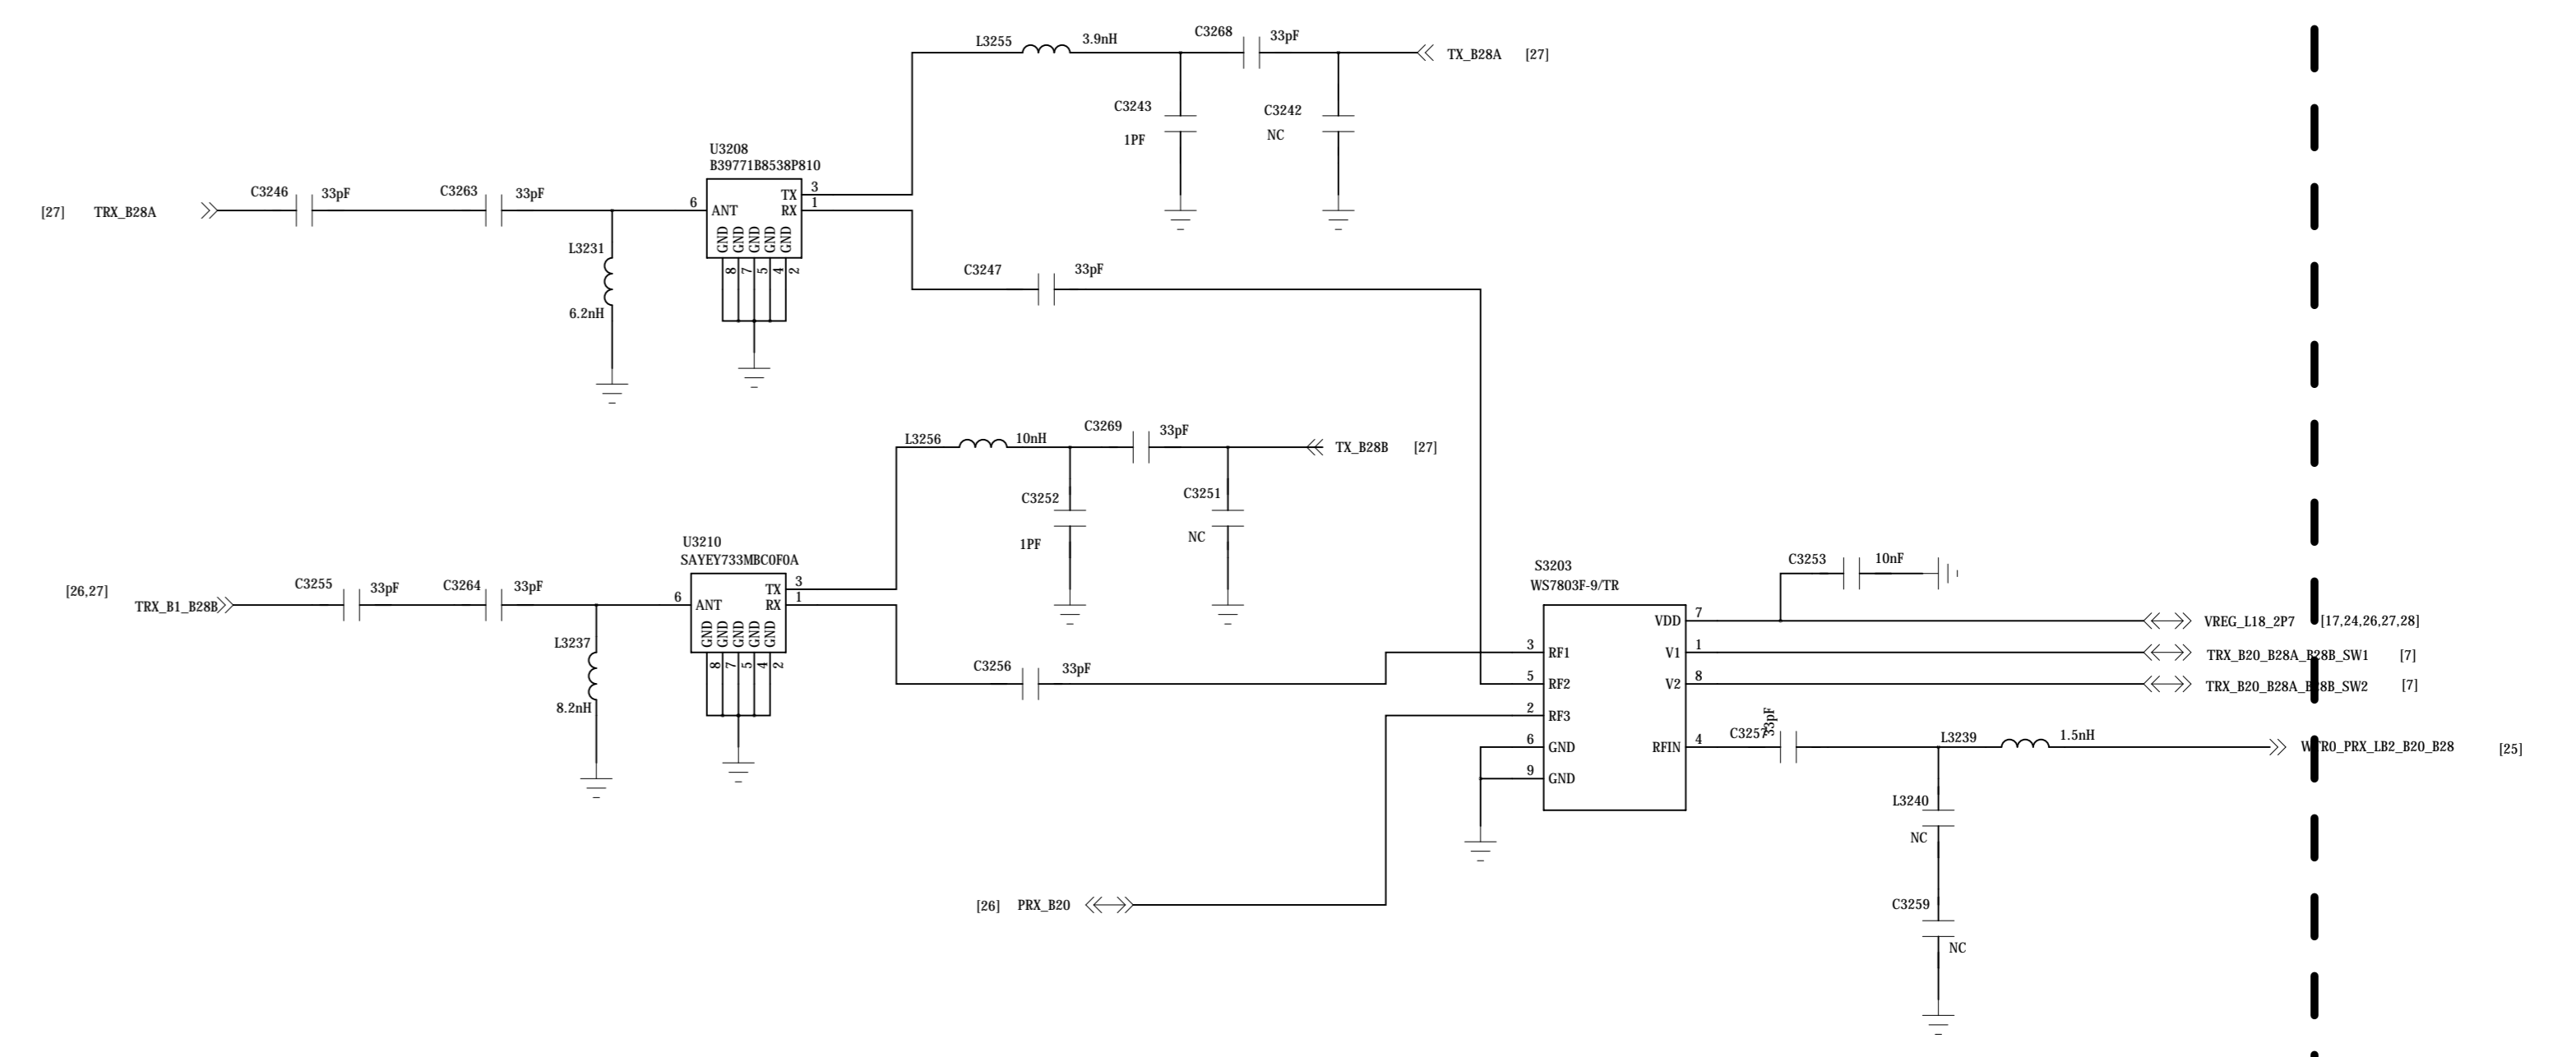 L3255 3.9nH C3268 33pF TX_B28A [27]
C3243 1PF
C3242 NC
U3208
B39771B8538P810
[27] TRX_B28A C3246 33pF C3263 33pF 6 ANT
TX 3
RX 1
GND GND GND GND GND
8 7 5 4 2
L3231
6.2nH
C3247 33pF
L3256 10nH C3269 33pF TX_B28B [27]
C3252 1PF
C3251 NC
U3210
SAYEY733MBC0F0A
[26,27]
TRX_B1_B28B C3255 33pF C3264 33pF 6 ANT
TX 3
RX 1
GND GND GND GND GND
8 7 5 4 2
L3237
8.2nH
C3256 33pF
S3203
WS7803F-9/TR
C3253 10nF
VDD 7 VREG_L18_2P7 [17,24,26,27,28]
3 RF1 V1 1 TRX_B20_B28A_B28B_SW1 [7]
5 RF2 V2 8 TRX_B20_B28A_B28B_SW2 [7]
2 RF3
6 GND RFIN 4 C3257 33pF L3239 1.5nH WTR0_PRX_LB2_B20_B28 [25]
9 GND
L3240
NC
[26] PRX_B20
C3259
NC